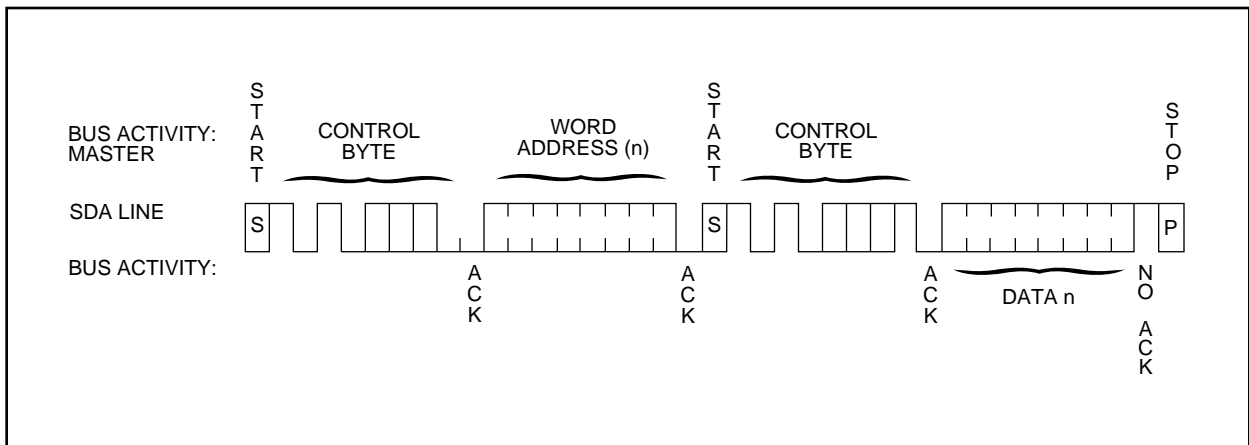 START
START
STOP
BUS ACTIVITY:
MASTER
CONTROL
BYTE
WORD
ADDRESS (n)
CONTROL
BYTE
SDA LINE
S
S
P
BUS ACTIVITY:
ACK
ACK
ACK
DATA n
NO ACK